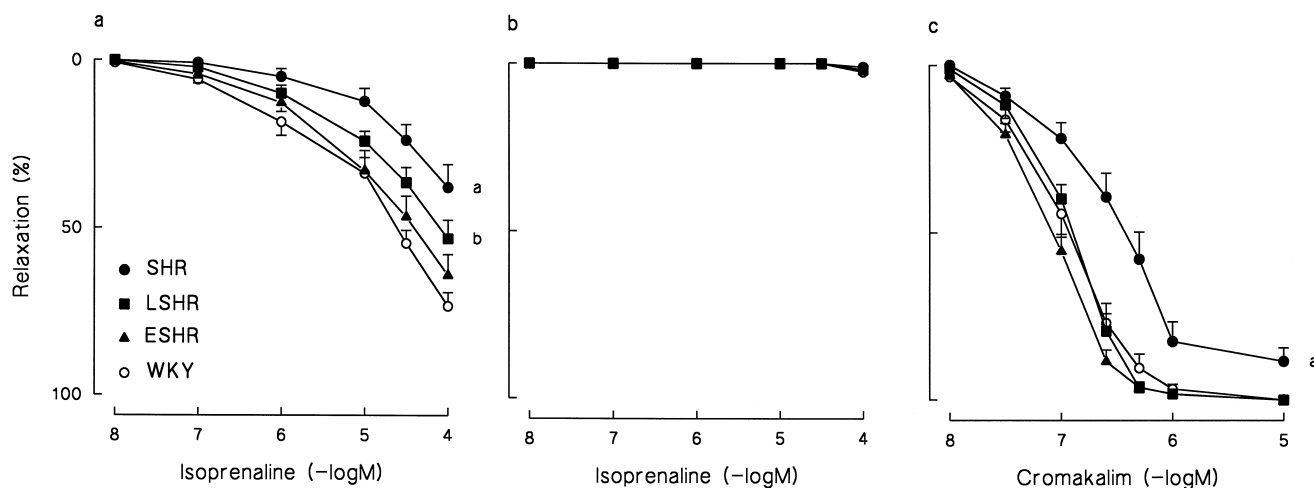 a
b
c
0
50
100
Relaxation (%)
SHR
LSHR
ESHR
WKY
a
b
8 7 6 5 4
Isoprenaline (−logM)
8 7 6 5 4
Isoprenaline (−logM)
a
8 7 6 5
Cromakalim (−logM)